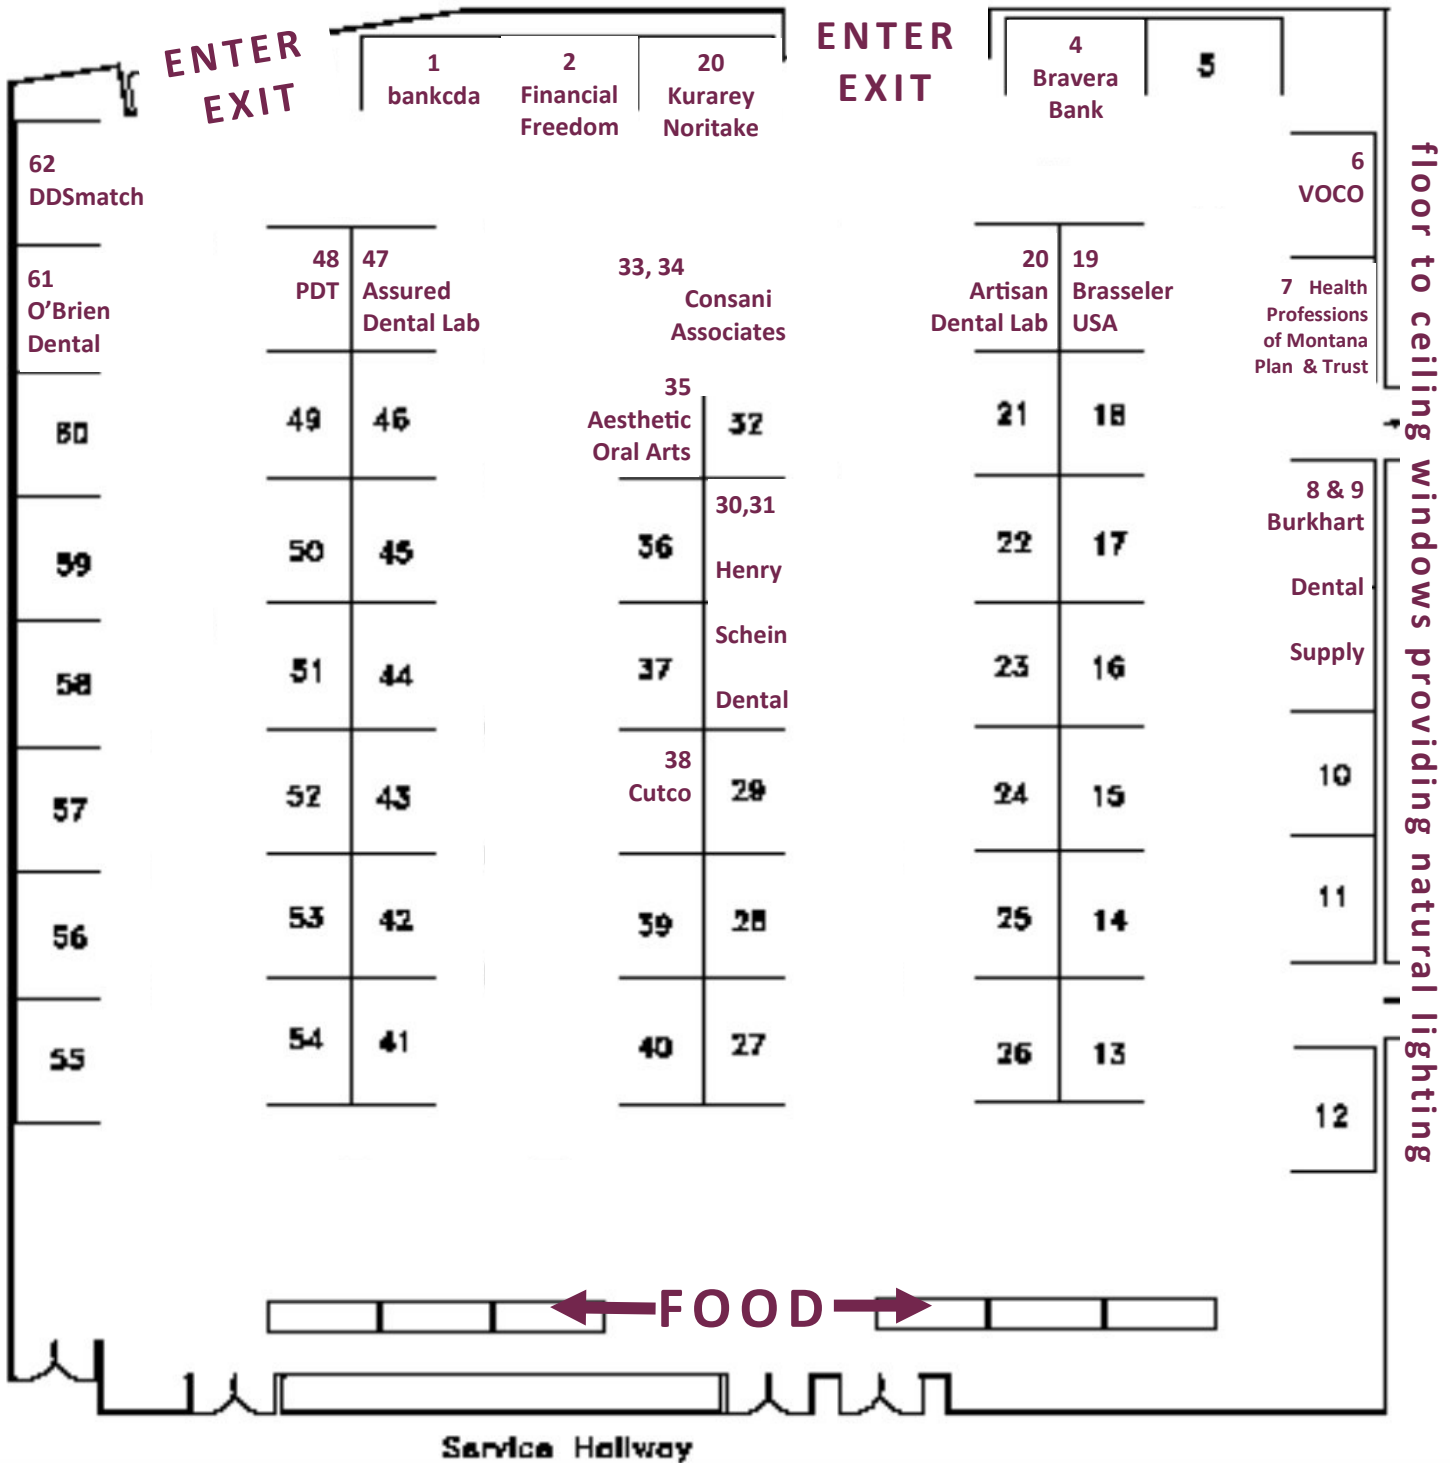 ENTER
EXIT
1
bankcda
2
Financial
Freedom
20
Kurarey
Noritake
ENTER
EXIT
4
Bravera
Bank
5
62
DDSmatch
61
O'Brien
Dental
60
59
58
57
56
55
48
PDT
49
50
51
52
53
54
47
Assured
Dental Lab
46
45
44
43
42
41
33, 34
Consani
Associates
35
Aesthetic
Oral Arts
36
37
38
Cutco
39
40
32
30,31
Henry
Schein
Dental
29
28
27
20
Artisan
Dental Lab
21
22
23
24
25
26
19
Brasseler
USA
18
17
16
15
14
13
6
VOCO
7 Health
Professions
of Montana
Plan & Trust
8 & 9
Burkhart
Dental
Supply
10
11
12
floor to ceiling windows providing natural lighting
FOOD
Service Hallway